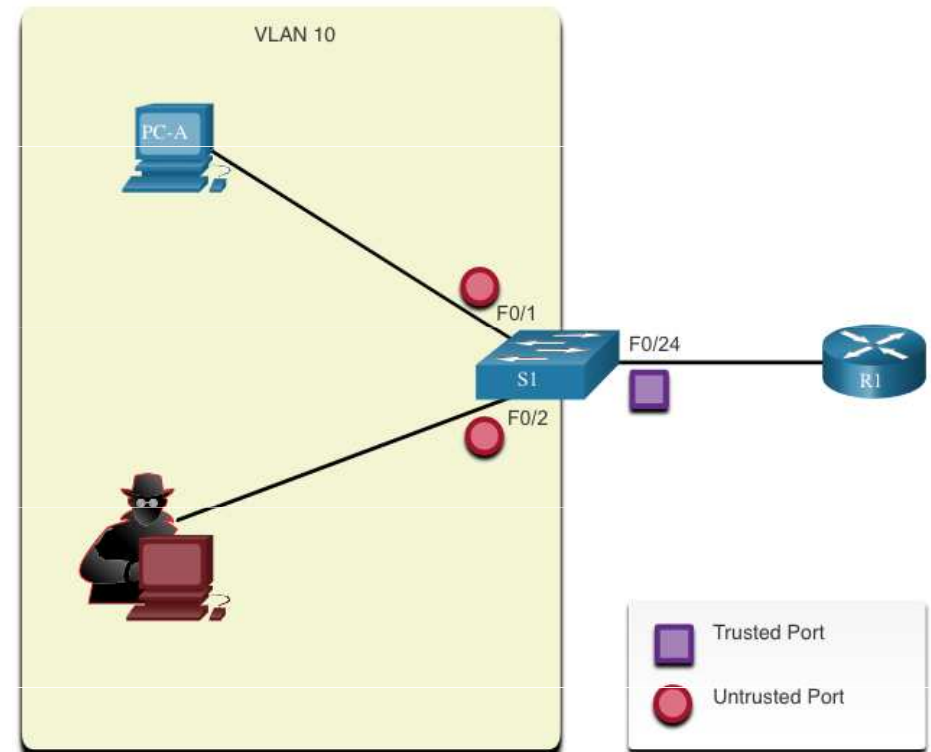 VLAN 10
PC-A
F0/1
F0/24
S1
R1
F0/2
Trusted Port
Untrusted Port